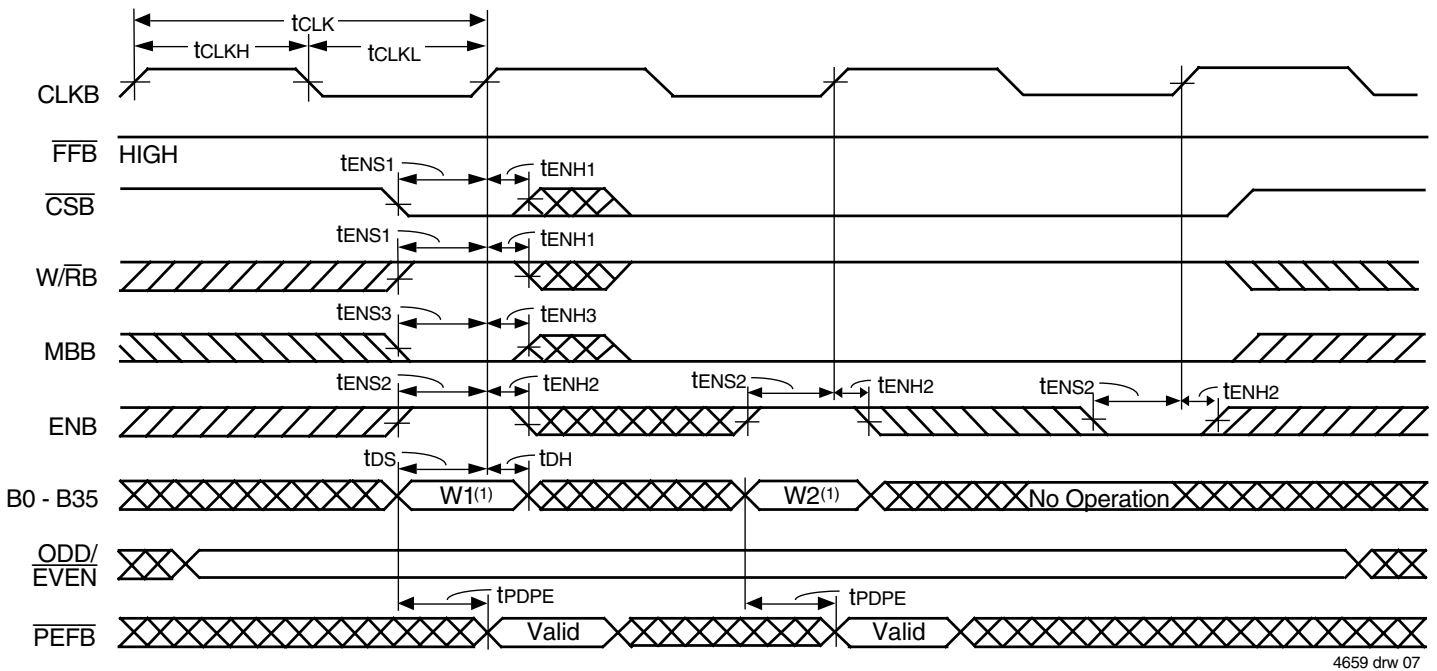 tCLK
tCLKH tCLKL
CLKB
FFB HIGH
tENS1 tENH1
CSB
tENS1 tENH1
W/RB
tENS3 tENH3
MBB
tENS2 tENH2 tENS2 tENH2 tENS2 tENH2
ENB
tDS tDH
B0 - B35 W1(1) W2(1) No Operation
ODD/
EVEN
tPDPE tPDPE
PEFB Valid Valid
4659 drw 07